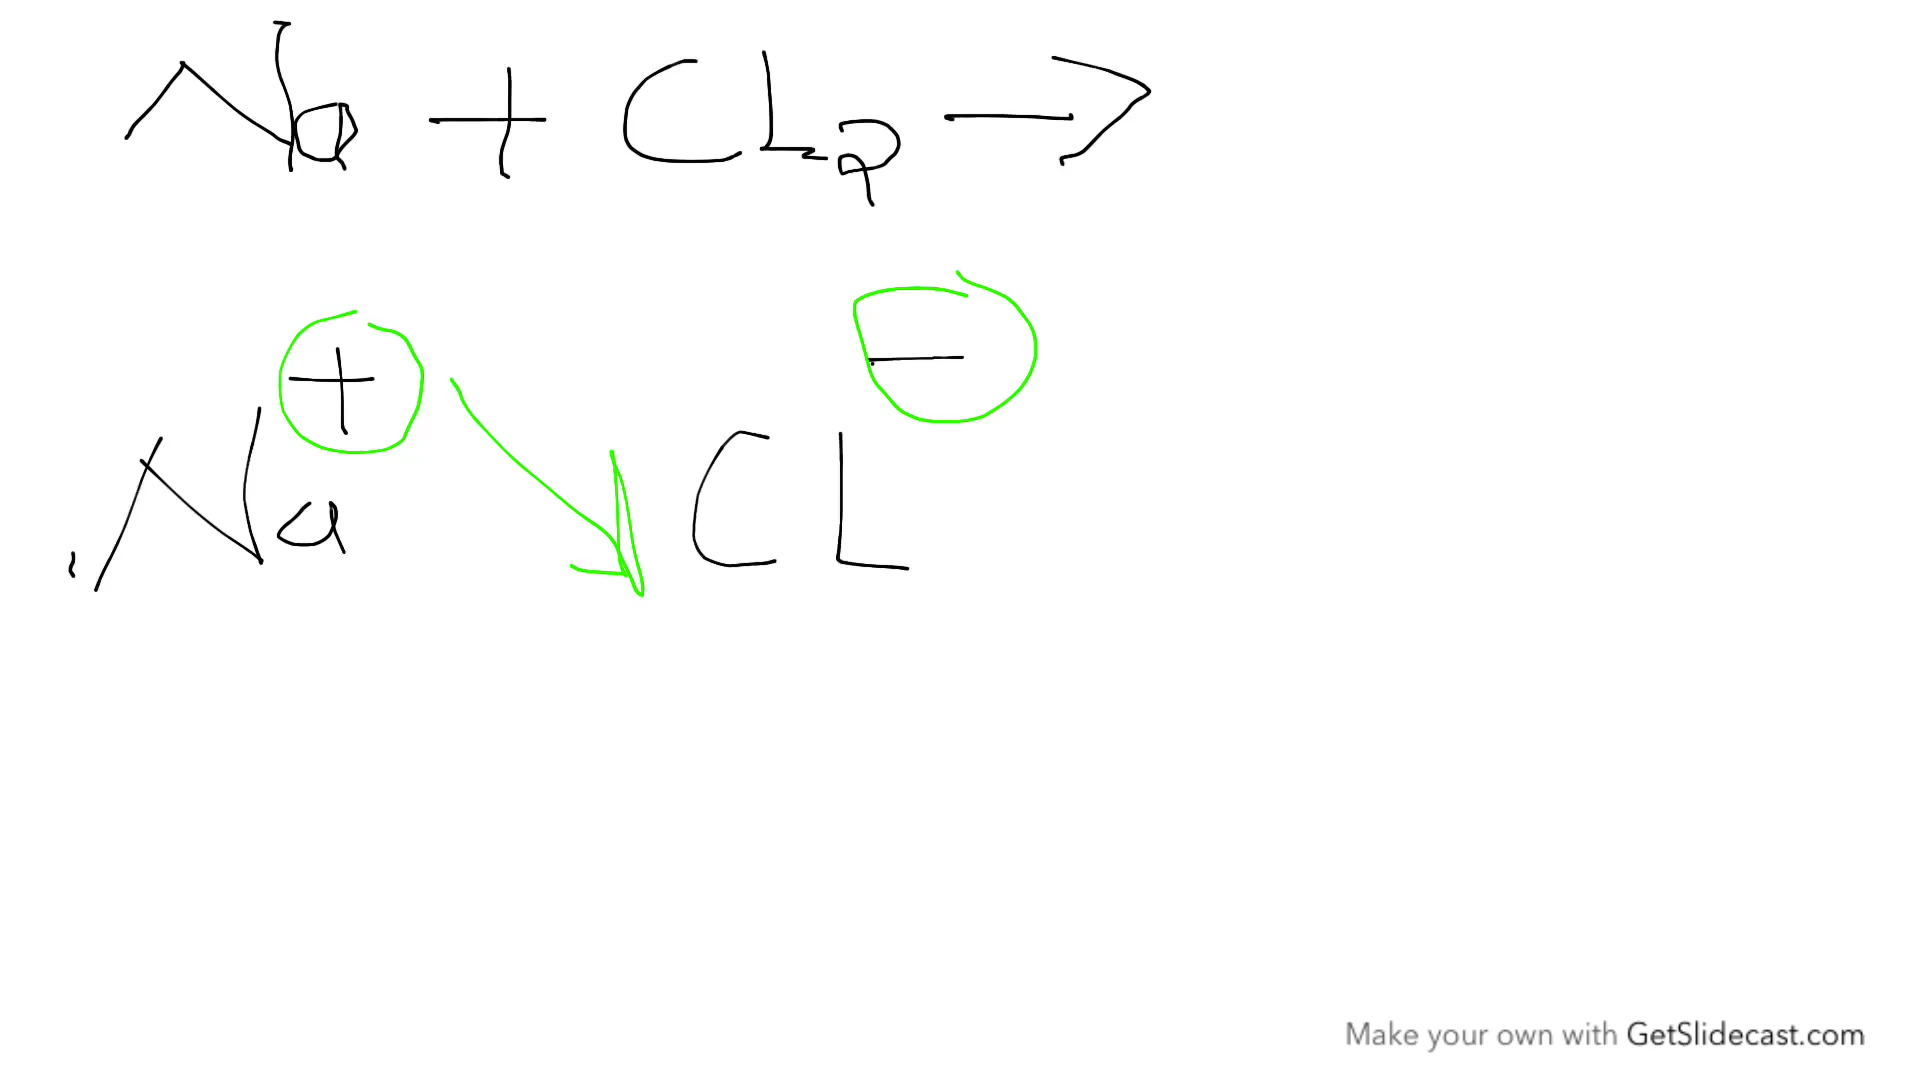 Na + CL₂ →
Na⁺ CL⁻
Make your own with GetSlidecast.com